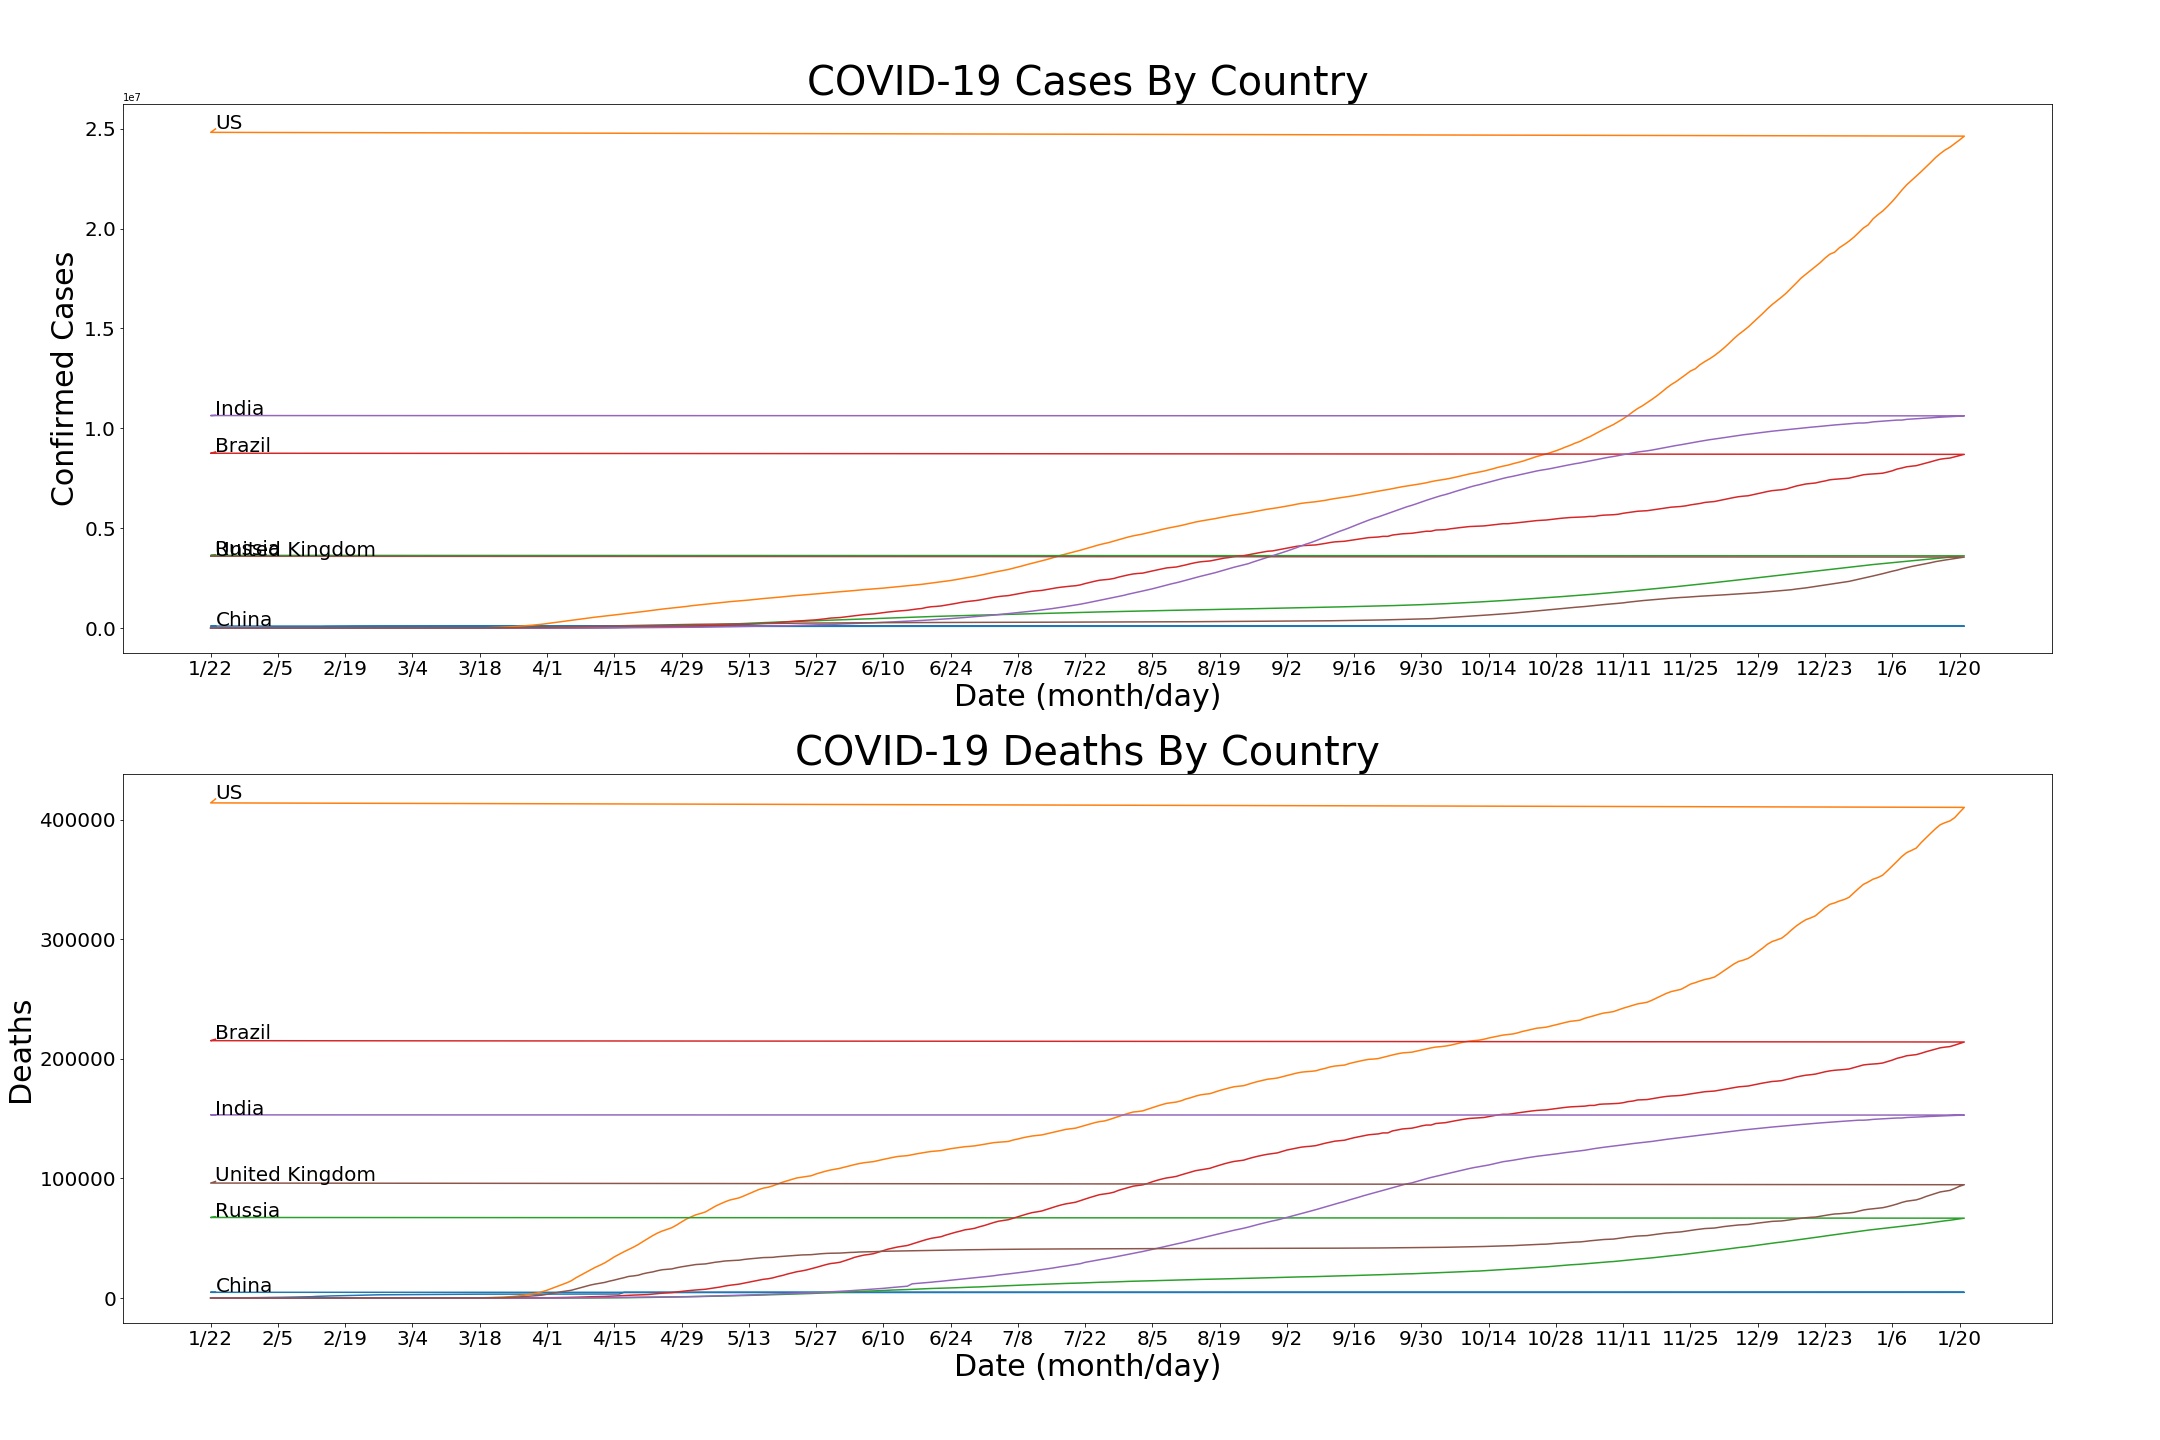 COVID-19 Cases By Country
1e7
Confirmed Cases
2.5
2.0
1.5
1.0
0.5
0.0
US
India
Brazil
Russia
United Kingdom
China
1/22 2/5 2/19 3/4 3/18 4/1 4/15 4/29 5/13 5/27 6/10 6/24 7/8 7/22 8/5 8/19 9/2 9/16 9/30 10/14 10/28 11/11 11/25 12/9 12/23 1/6 1/20
Date (month/day)
COVID-19 Deaths By Country
Deaths
400000
300000
200000
100000
0
US
Brazil
India
United Kingdom
Russia
China
1/22 2/5 2/19 3/4 3/18 4/1 4/15 4/29 5/13 5/27 6/10 6/24 7/8 7/22 8/5 8/19 9/2 9/16 9/30 10/14 10/28 11/11 11/25 12/9 12/23 1/6 1/20
Date (month/day)